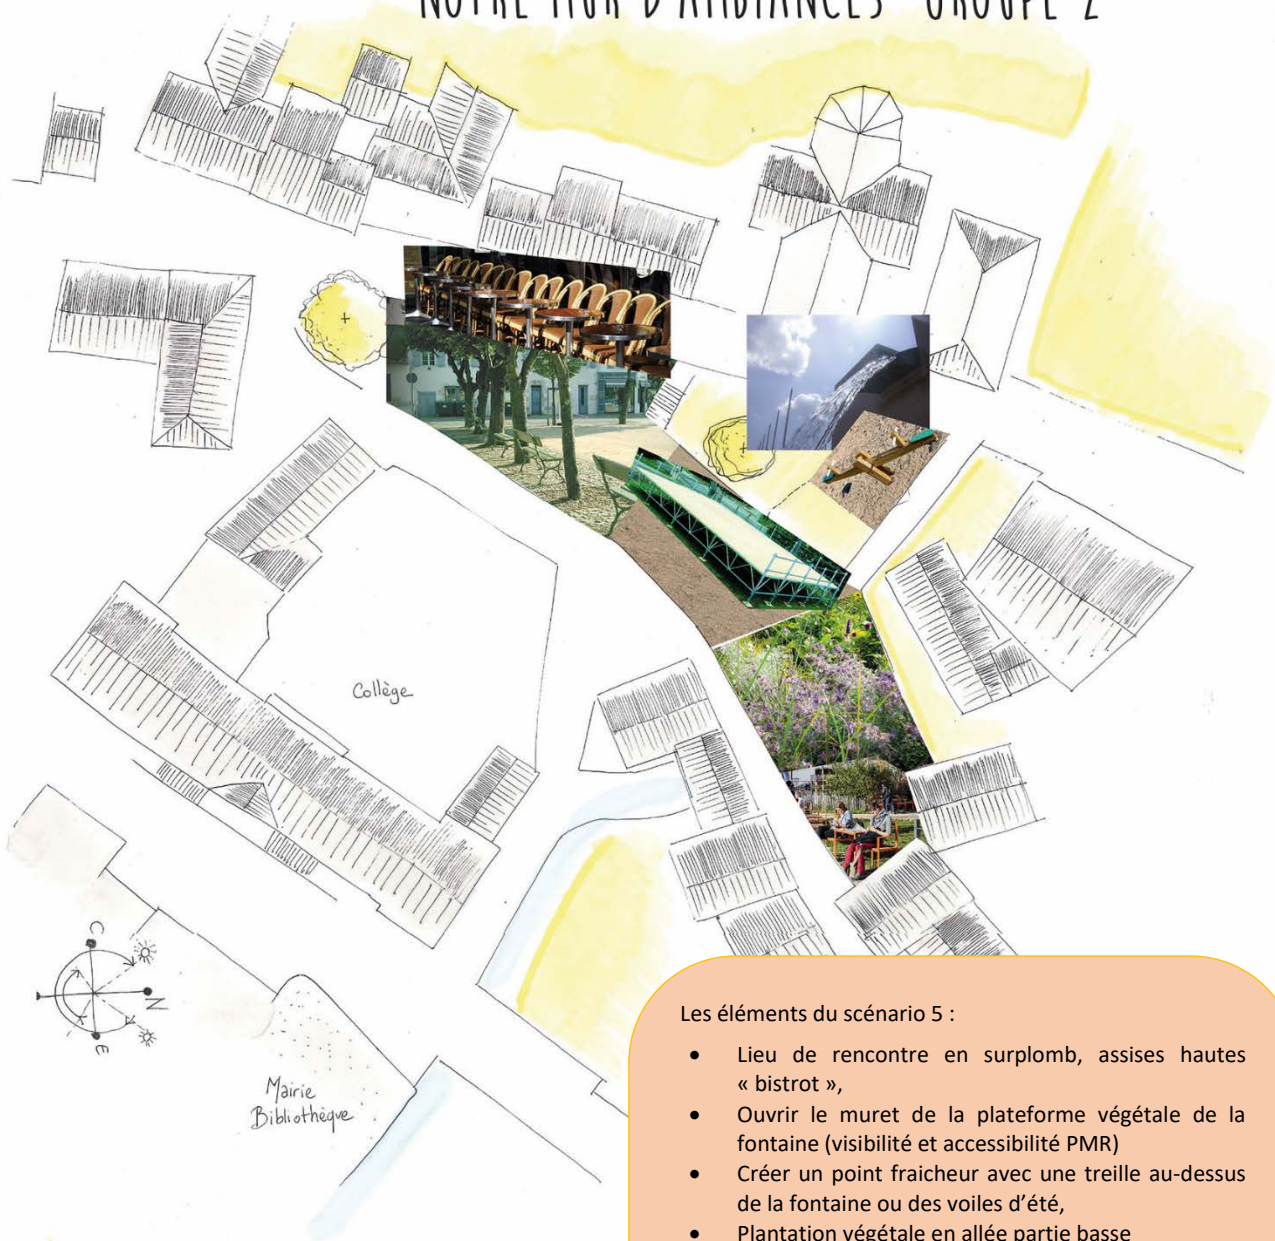 NOTRE MUR D'AMBIANCES GROUPE 2
Collège
C
N
E
Mairie
Bibliothèque
Les éléments du scénario 5 :
• Lieu de rencontre en surplomb, assises hautes
« bistrot »,
• Ouvrir le muret de la plateforme végétale de la
fontaine (visibilité et accessibilité PMR)
• Créer un point fraicheur avec une treille au-dessus
de la fontaine ou des voiles d'été,
• Plantation végétale en allée partie basse